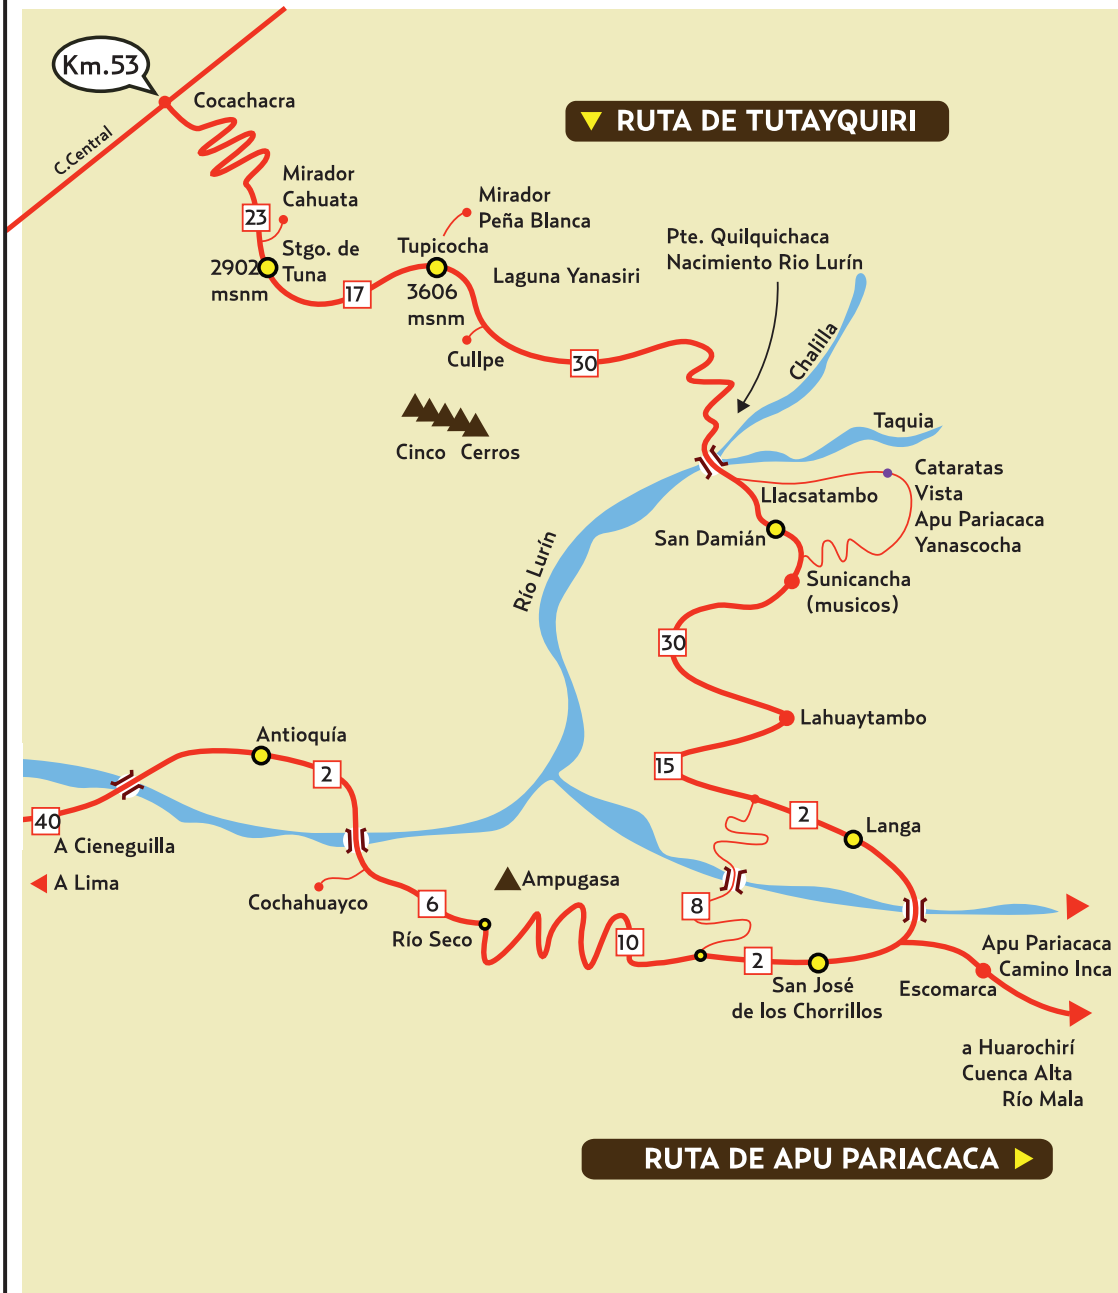 Km.53
Cocachacra
C.Central
RUTA DE TUTAYQUIRI
Mirador
Cahuata
23
Stgo. de
Tuna
2902
msnm
17
Mirador
Peña Blanca
Tupicocha
3606
msnm
Laguna Yanasiri
Cullpe
30
Pte. Quilquichaca
Nacimiento Rio Lurín
Chalilla
Taquia
Cinco Cerros
Cataratas
Vista
Apu Pariacaca
Yanascocha
Llacsatambo
San Damián
Sunicancha
(musicos)
Río Lurín
30
Lahuaytambo
15
2
Langa
Antioquía
2
40
A Cieneguilla
A Lima
Cochahuayco
6
Río Seco
Ampugasa
10
8
2
San José
de los Chorrillos
Apu Pariacaca
Camino Inca
Escomarca
a Huarochirí
Cuenca Alta
Río Mala
RUTA DE APU PARIACACA